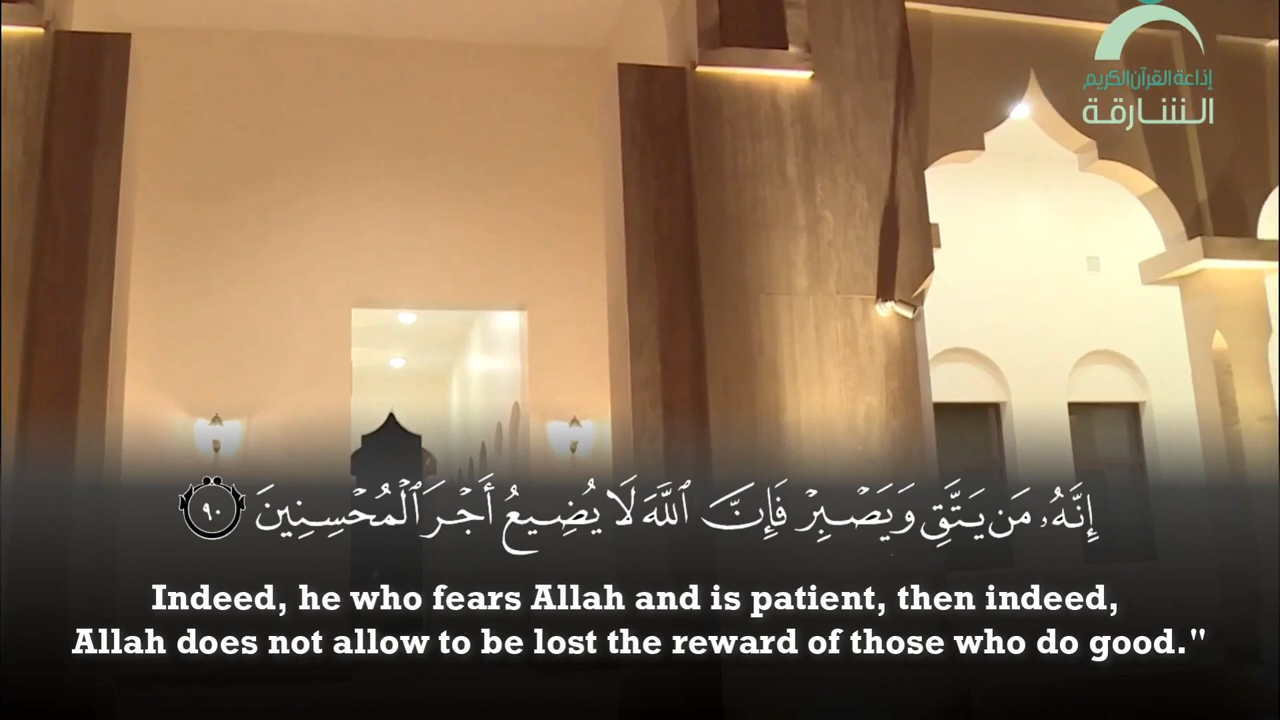 إذاعة القرآن الكريم
الشارقة
إِنَّهُۥ مَن يَتَّقِ وَيَصۡبِرۡ فَإِنَّ ٱللَّهَ لَا يُضِيعُ أَجۡرَ ٱلۡمُحۡسِنِينَ ٩٠
Indeed, he who fears Allah and is patient, then indeed,
Allah does not allow to be lost the reward of those who do good."